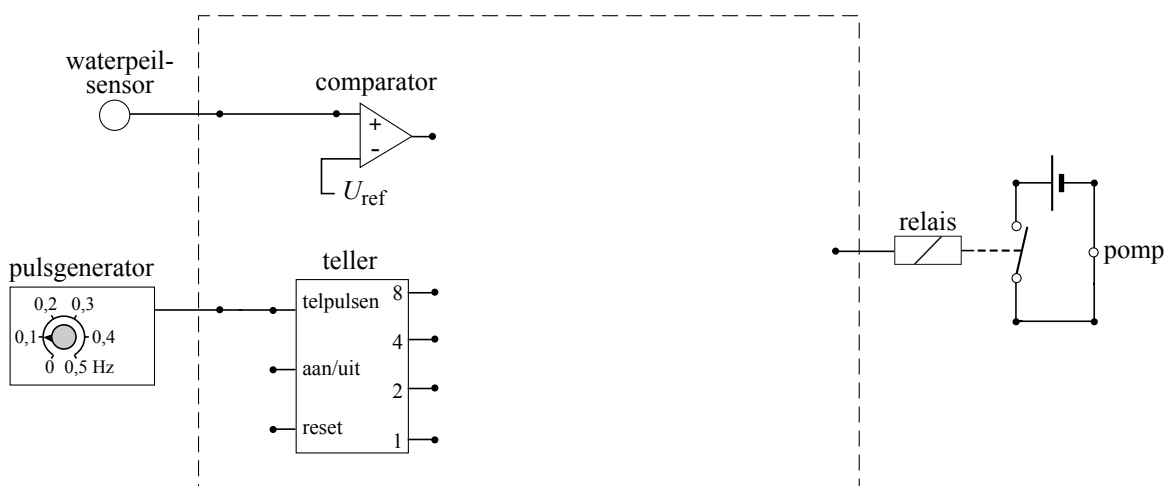 waterpeil-
sensor
comparator
+
-
Uref
relais
pomp
pulsgenerator
0,2 0,3
0,1 0,4
0 0,5 Hz
teller
telpulsen 8
4
aan/uit
2
reset
1